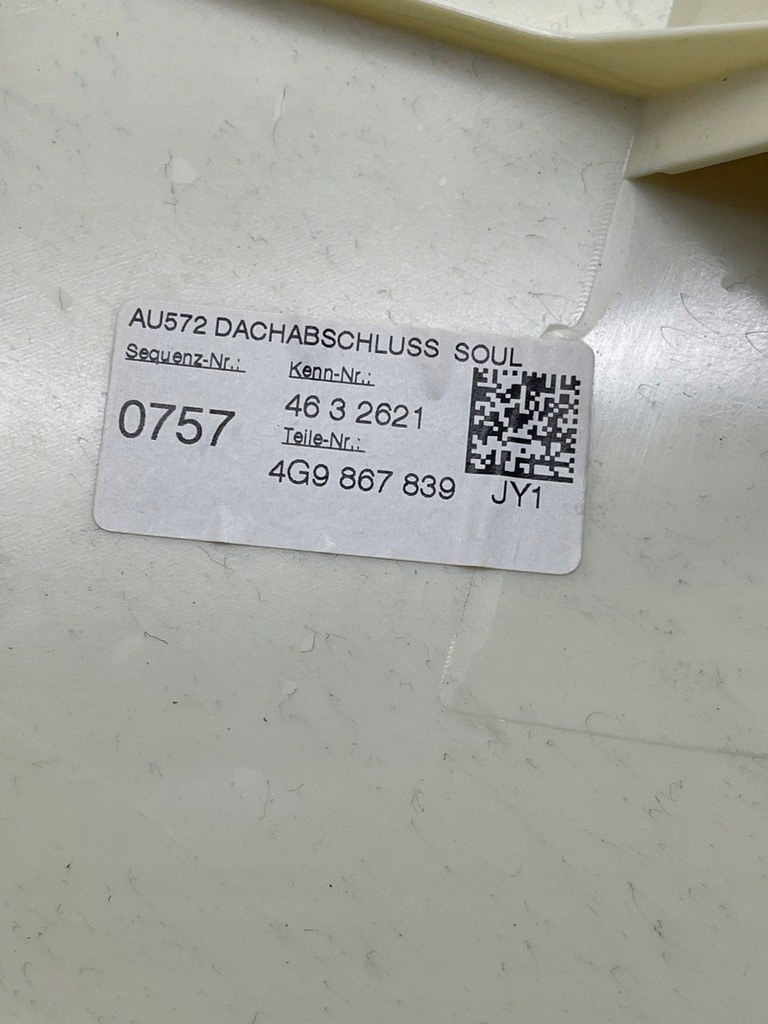 AU572 DACHABSCHLUSS SOUL
Sequenz-Nr.: Kenn-Nr.:
0757 46 3 2621
Teile-Nr.:
4G9 867 839 JY1